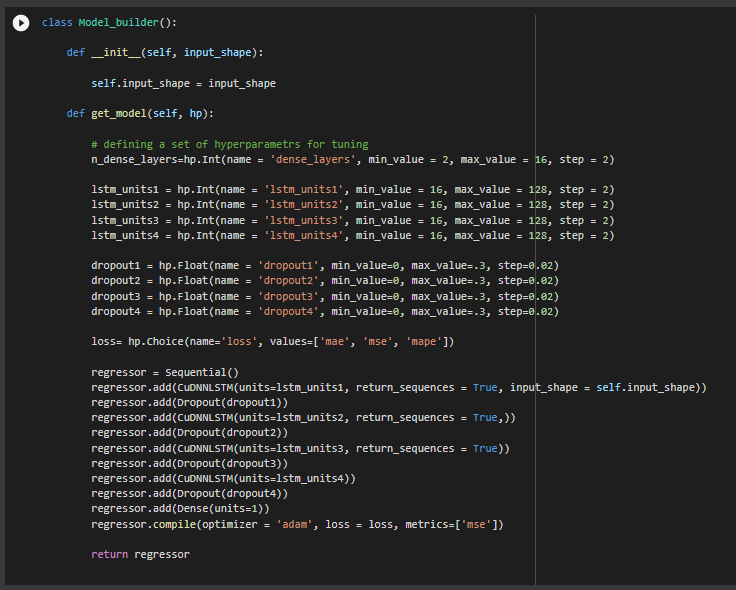 class Model_builder():
def __init__(self, input_shape):
self.input_shape = input_shape
def get_model(self, hp):
# defining a set of hyperparametrs for tuning
n_dense_layers=hp.Int(name = 'dense_layers', min_value = 2, max_value = 16, step = 2)
lstm_units1 = hp.Int(name = 'lstm_units1', min_value = 16, max_value = 128, step = 2)
lstm_units2 = hp.Int(name = 'lstm_units2', min_value = 16, max_value = 128, step = 2)
lstm_units3 = hp.Int(name = 'lstm_units3', min_value = 16, max_value = 128, step = 2)
lstm_units4 = hp.Int(name = 'lstm_units4', min_value = 16, max_value = 128, step = 2)
dropout1 = hp.Float(name = 'dropout1', min_value=0, max_value=.3, step=0.02)
dropout2 = hp.Float(name = 'dropout2', min_value=0, max_value=.3, step=0.02)
dropout3 = hp.Float(name = 'dropout3', min_value=0, max_value=.3, step=0.02)
dropout4 = hp.Float(name = 'dropout4', min_value=0, max_value=.3, step=0.02)
loss= hp.Choice(name='loss', values=['mae', 'mse', 'mape'])
regressor = Sequential()
regressor.add(CuDNNLSTM(units=lstm_units1, return_sequences = True, input_shape = self.input_shape))
regressor.add(Dropout(dropout1))
regressor.add(CuDNNLSTM(units=lstm_units2, return_sequences = True,))
regressor.add(Dropout(dropout2))
regressor.add(CuDNNLSTM(units=lstm_units3, return_sequences = True))
regressor.add(Dropout(dropout3))
regressor.add(CuDNNLSTM(units=lstm_units4))
regressor.add(Dropout(dropout4))
regressor.add(Dense(units=1))
regressor.compile(optimizer = 'adam', loss = loss, metrics=['mse'])
return regressor